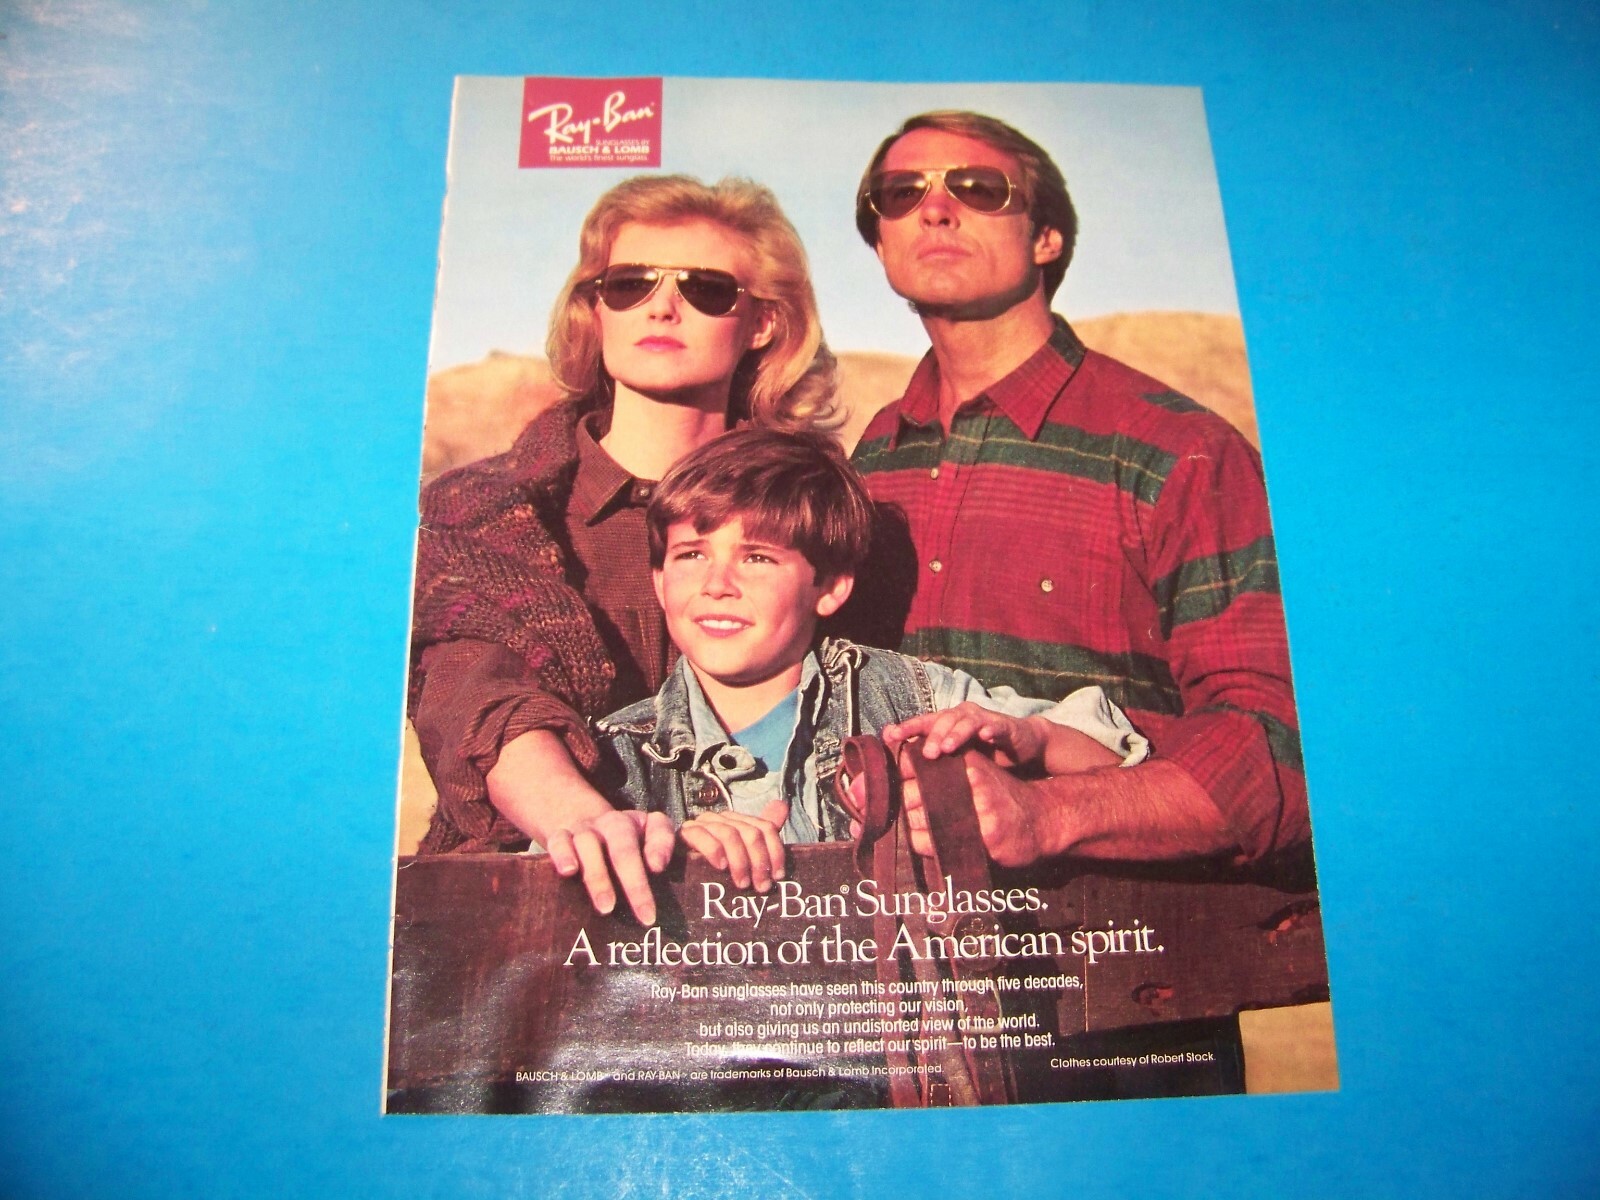 Ray-Ban®
SUNGLASSES BY
BAUSCH & LOMB
The world's finest sunglass.
Ray-Ban® Sunglasses.
A reflection of the American spirit.
Ray-Ban sunglasses have seen this country through five decades,
not only protecting our vision,
but also giving us an undistorted view of the world.
Today, they continue to reflect our spirit—to be the best.
Clothes courtesy of Robert Stock.
BAUSCH & LOMB™ and RAY-BAN® are trademarks of Bausch & Lomb Incorporated.